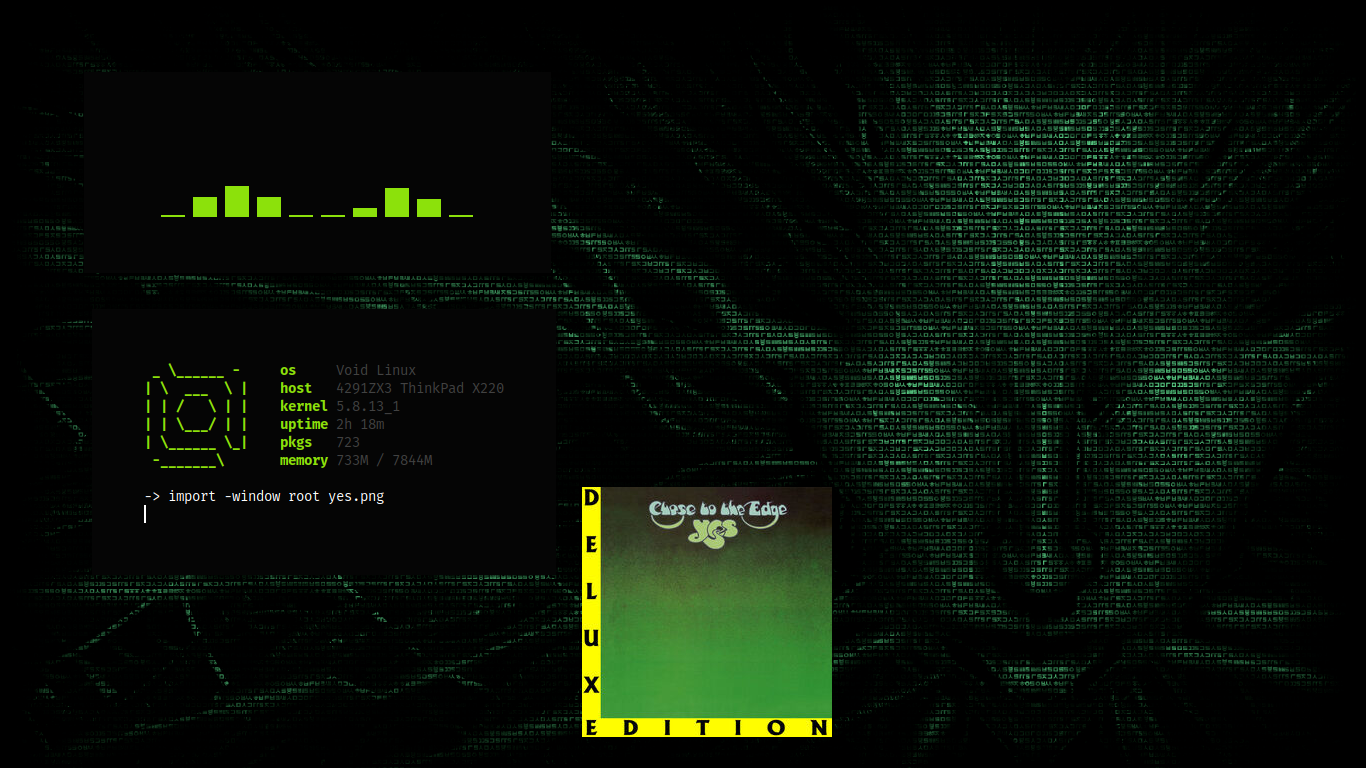 os Void Linux
host 4291ZX3 ThinkPad X220
kernel 5.8.13_1
uptime 2h 18m
pkgs 723
memory 733M / 7844M
-> import -window root yes.png
Close to the Edge
yes
DELUXE
EDITION